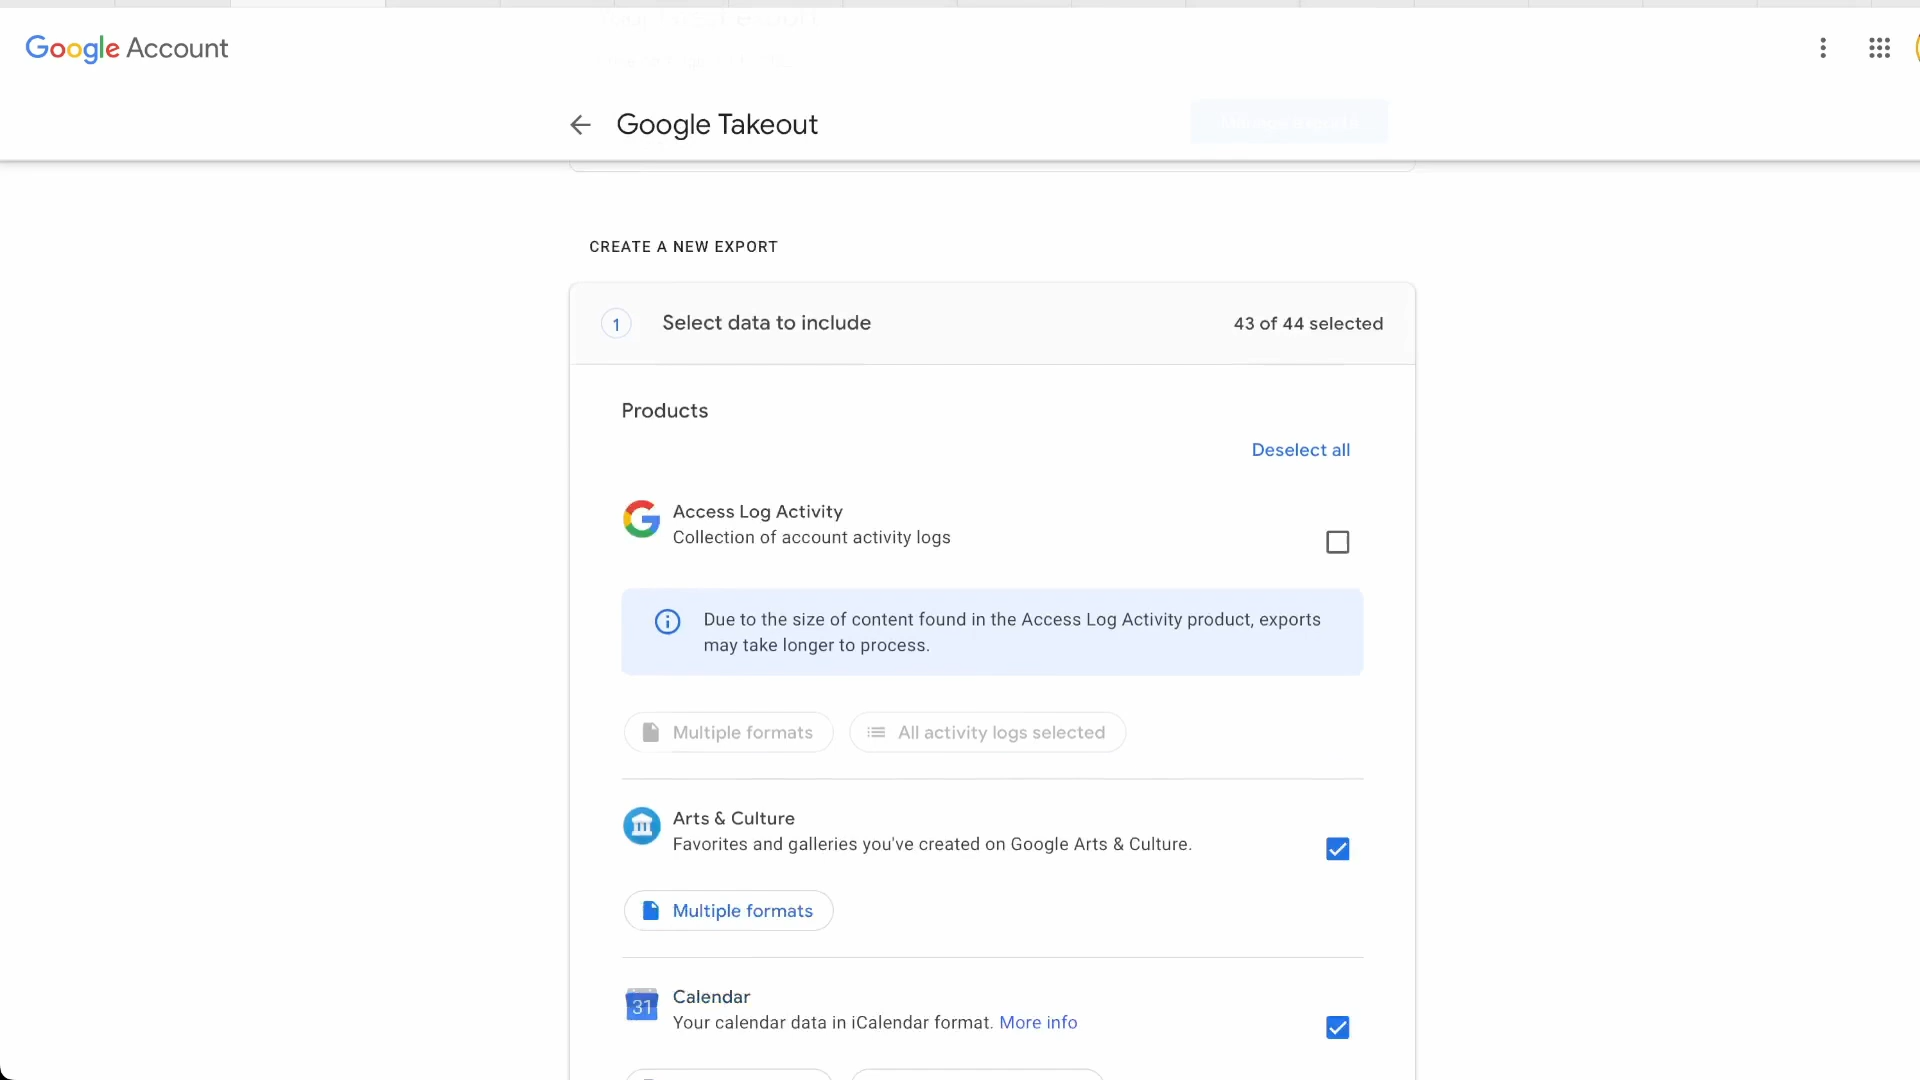 Google Account
Google Takeout
CREATE A NEW EXPORT
1 Select data to include 43 of 44 selected
Products
Deselect all
Access Log Activity
Collection of account activity logs
Due to the size of content found in the Access Log Activity product, exports
may take longer to process.
Multiple formats All activity logs selected
Arts & Culture
Favorites and galleries you've created on Google Arts & Culture.
Multiple formats
31 Calendar
Your calendar data in iCalendar format. More info